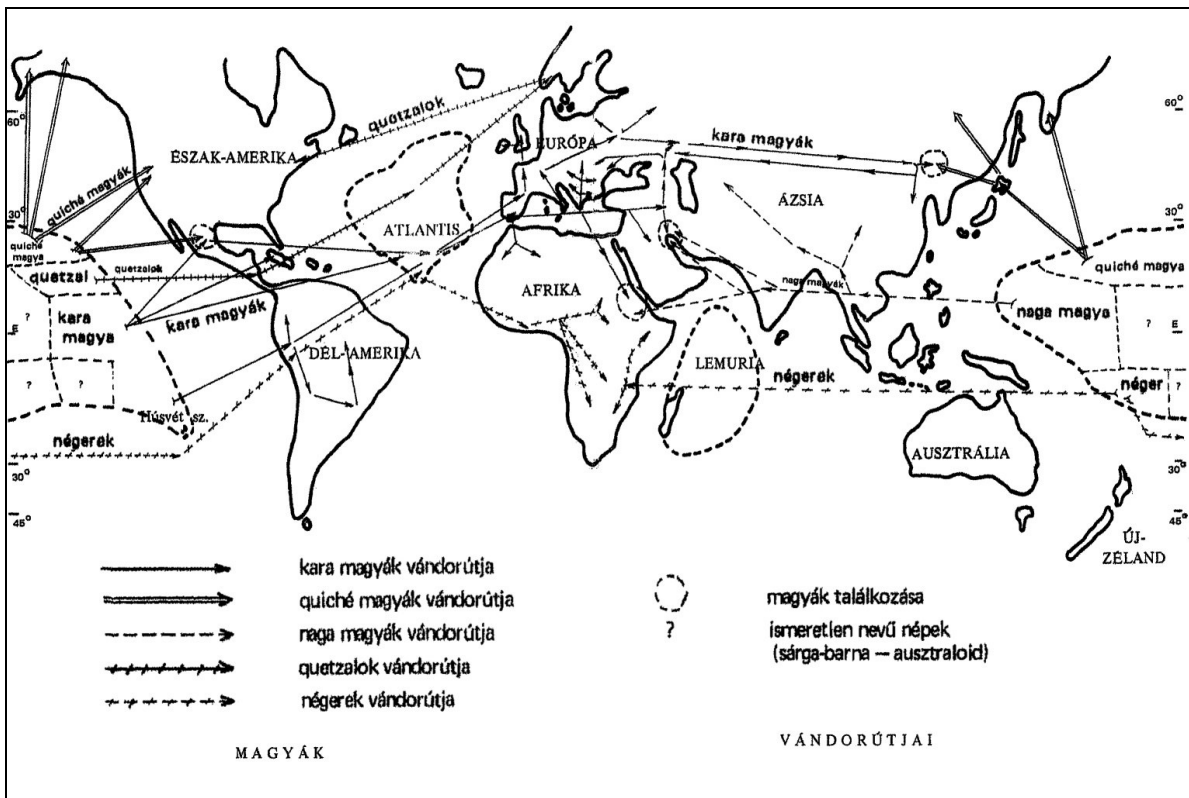 60°
quetzalok
EURÓPA
kara magyák
60°
ÉSZAK-AMERIKA
quiché magyák
ÁZSIA
30°
ATLANTIS
30°
quiché
magya
quetzal
quetzalok
quiché magya
AFRIKA
naga magyák
?
kara
magya
kara magyák
naga magya
?
E
E
DÉL-AMERIKA
LEMURIA
négerek
?
?
néger
?
Húsvét sz.
négerek
AUSZTRÁLIA
30°
30°
45°
45°
ÚJ-
ZÉLAND
kara magyák vándorútja
quiché magyák vándorútja
naga magyák vándorútja
quetzalok vándorútja
négerek vándorútja
magyák találkozása
? ismeretlen nevű népek
(sárga-barna — ausztraloid)
MAGYÁK
VÁNDORÚTJAI